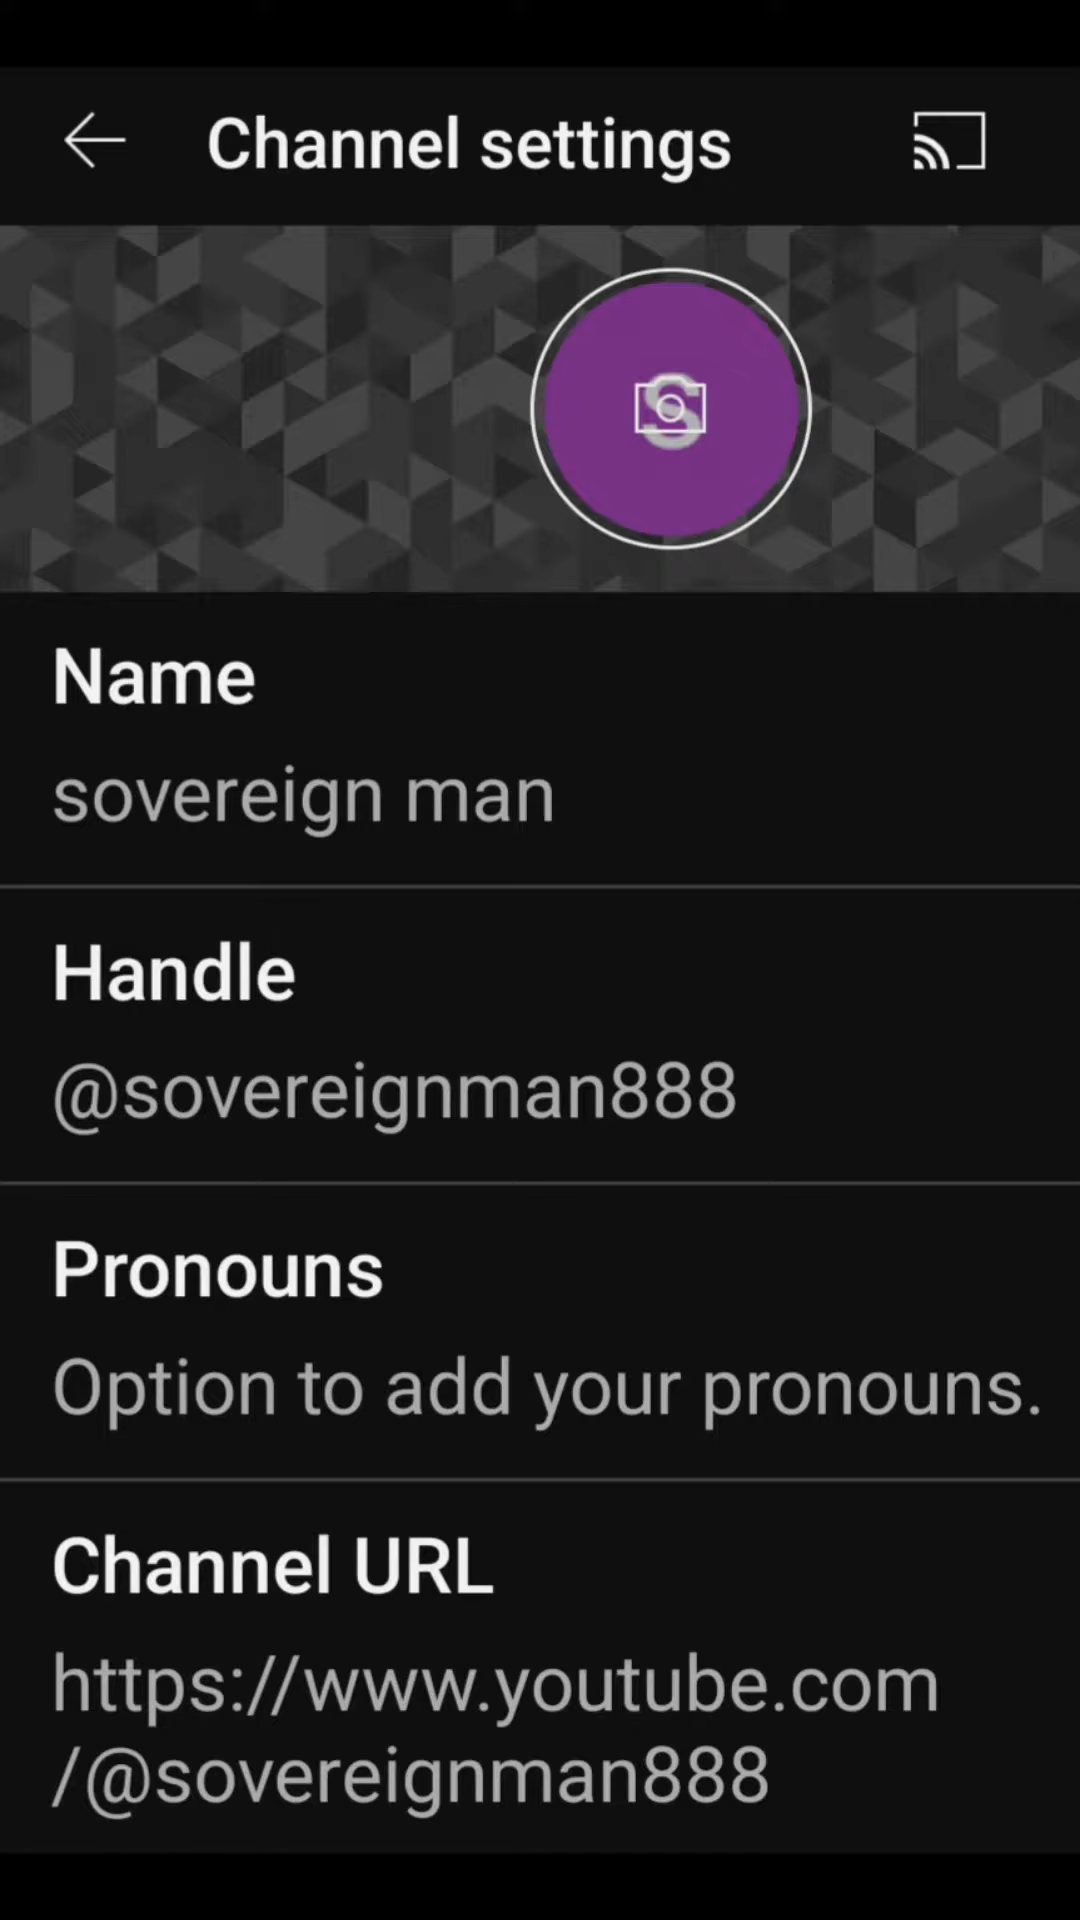 Channel settings
S
Name
sovereign man
Handle
@sovereignman888
Pronouns
Option to add your pronouns.
Channel URL
https://www.youtube.com
/@sovereignman888